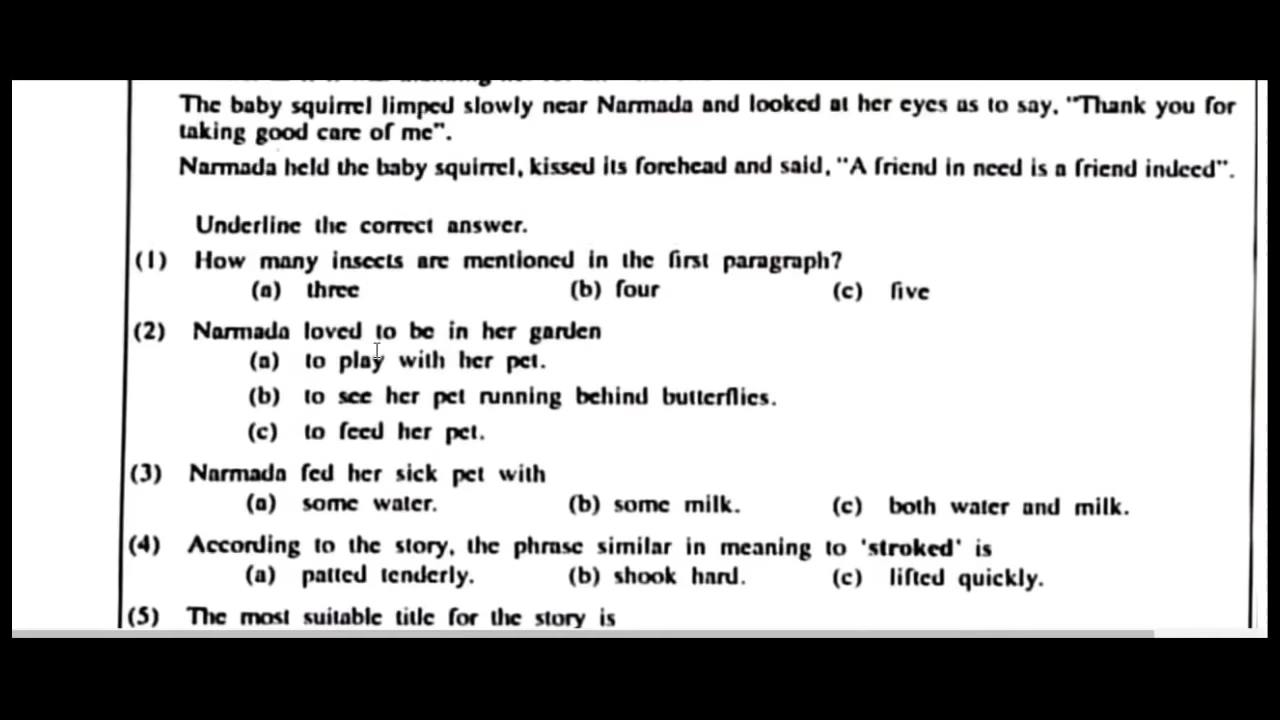 The baby squirrel limped slowly near Narmada and looked at her eyes as to say, "Thank you for
taking good care of me".
Narmada held the baby squirrel, kissed its forehead and said, "A friend in need is a friend indeed".
Underline the correct answer.
(1) How many insects are mentioned in the first paragraph?
(a) three (b) four (c) five
(2) Narmada loved to be in her garden
(a) to play with her pet.
(b) to see her pet running behind butterflies.
(c) to feed her pet.
(3) Narmada fed her sick pet with
(a) some water. (b) some milk. (c) both water and milk.
(4) According to the story, the phrase similar in meaning to 'stroked' is
(a) patted tenderly. (b) shook hard. (c) lifted quickly.
(5) The most suitable title for the story is